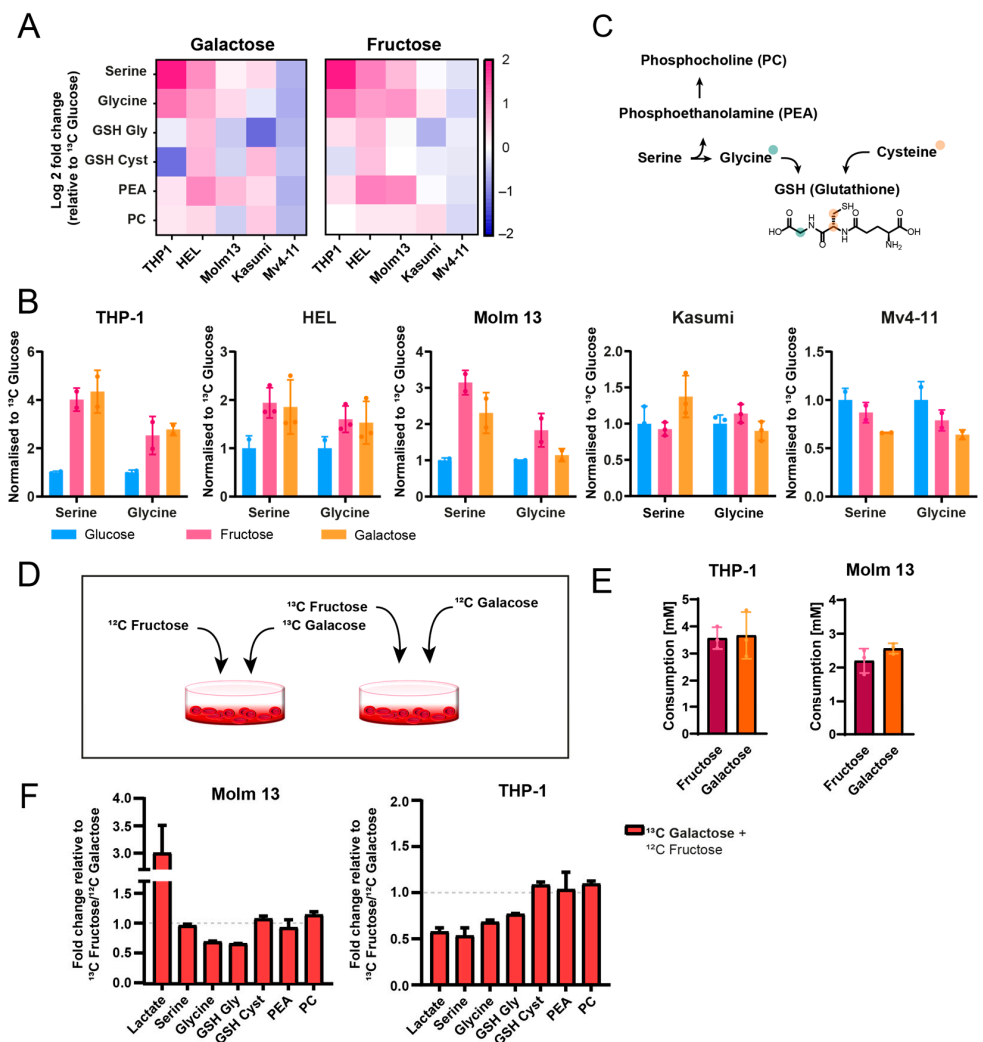 A
Galactose
Fructose
Log 2 fold change
(relative to ¹³C Glucose)
Serine
Glycine
GSH Gly
GSH Cyst
PEA
PC
THP1
HEL
Molm13
Kasumi
Mv4-11
THP1
HEL
Molm13
Kasumi
Mv4-11
2
1
0
−1
−2
C
Phosphocholine (PC)
Phosphoethanolamine (PEA)
Serine
Glycine
Cysteine
GSH (Glutathione)
HO
O
H
N
O
SH
N
H
O
NH₂
O
OH
B
THP-1
Normalised to ¹³C Glucose
6
4
2
0
Serine
Glycine
HEL
Normalised to ¹³C Glucose
3
2
1
0
Serine
Glycine
Molm 13
Normalised to ¹³C Glucose
4
3
2
1
0
Serine
Glycine
Kasumi
Normalised to ¹³C Glucose
2.0
1.5
1.0
0.5
0.0
Serine
Glycine
Mv4-11
Normalised to ¹³C Glucose
1.5
1.0
0.5
0.0
Serine
Glycine
Glucose
Fructose
Galactose
D
¹²C Fructose
¹³C Fructose
¹³C Galacose
¹²C Galacose
E
THP-1
Consumption [mM]
5
4
3
2
1
0
Fructose
Galactose
Molm 13
Consumption [mM]
4
3
2
1
0
Fructose
Galactose
F
Molm 13
Fold change relative to
¹³C Fructose/¹²C Galactose
4.0
3.5
3.0
1.5
1.0
0.5
0.0
Lactate
Serine
Glycine
GSH Gly
GSH Cyst
PEA
PC
THP-1
Fold change relative to
¹³C Fructose/¹²C Galactose
2.0
1.5
1.0
0.5
0.0
Lactate
Serine
Glycine
GSH Gly
GSH Cyst
PEA
PC
¹³C Galactose +
¹²C Fructose